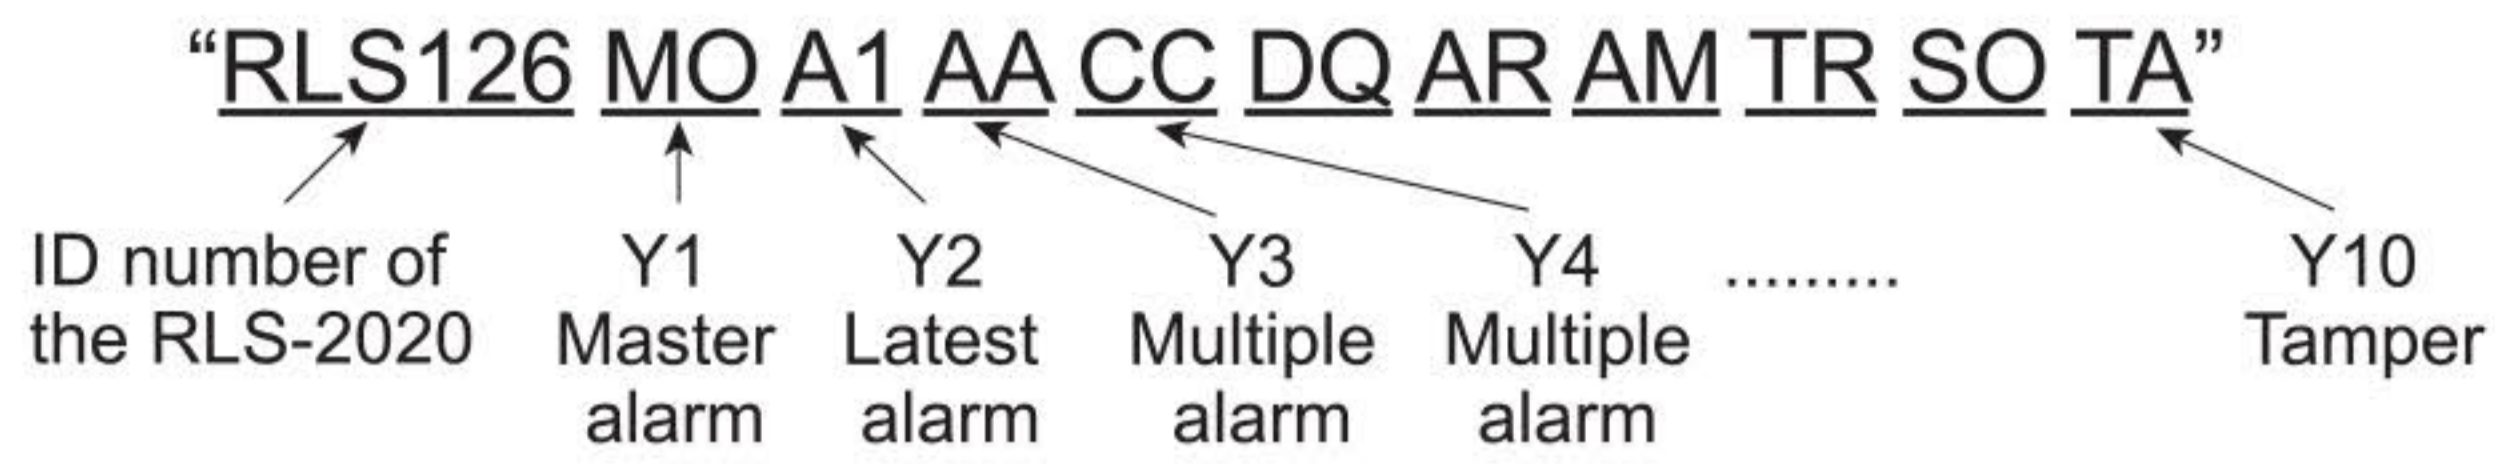 “RLS126 MO A1 AA CC DQ AR AM TR SO TA”
ID number of the RLS-2020
Y1 Master alarm
Y2 Latest alarm
Y3 Multiple alarm
Y4 Multiple alarm
.........
Y10 Tamper